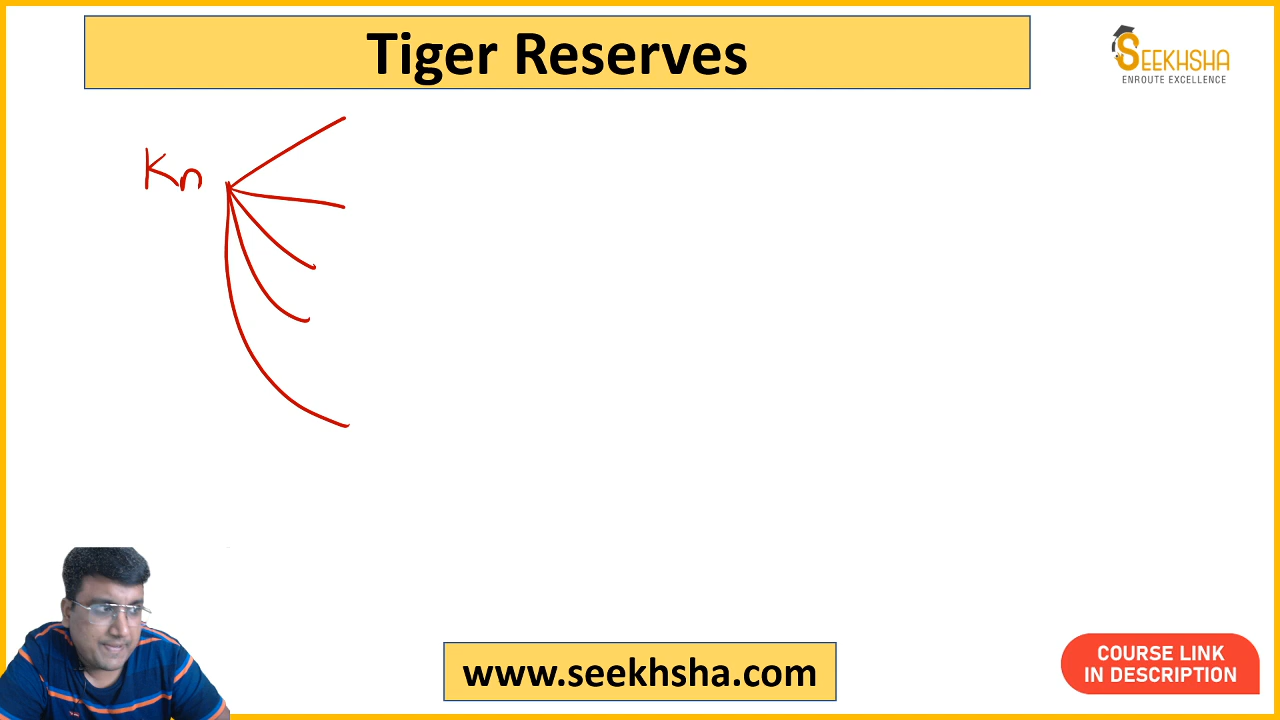 Tiger Reserves
SEEKHSHA
ENROUTE EXCELLENCE
Kn
www.seekhsha.com
COURSE LINK
IN DESCRIPTION